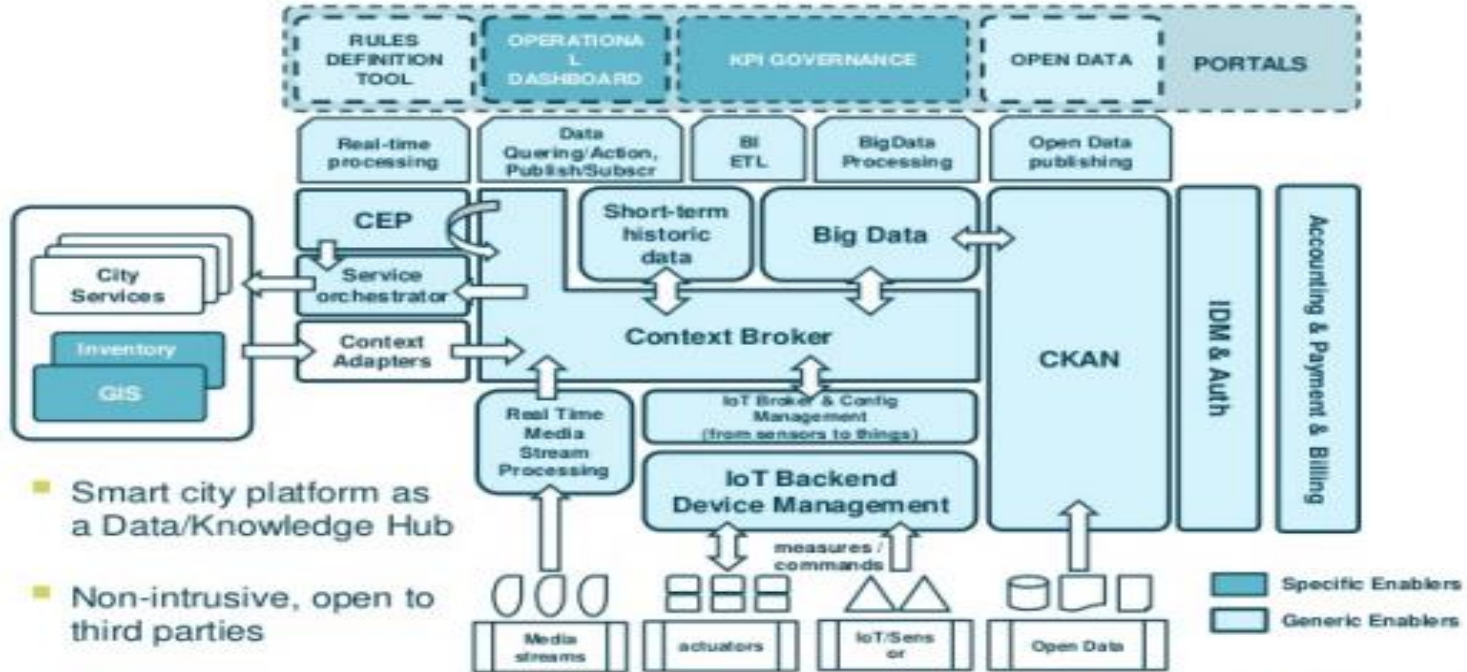 RULES
DEFINITION
TOOL
OPERATIONA
L
DASHBOARD
KPI GOVERNANCE
OPEN DATA
PORTALS
Real-time
processing
Data
Quering/Action,
Publish/Subscr
BI
ETL
BigData
Processing
Open Data
publishing
CEP
Service
orchestrator
Context
Adapters
City
Services
Inventory
GIS
Short-term
historic
data
Big Data
Context Broker
CKAN
IDM & Auth
Accounting & Payment & Billing
Real Time
Media
Stream
Processing
IoT Broker & Config
Management
(from sensors to things)
IoT Backend
Device Management
measures /
commands
Media
streams
actuators
IoT/Sens
or
Open Data
Smart city platform as
a Data/Knowledge Hub
Non-intrusive, open to
third parties
Specific Enablers
Generic Enablers